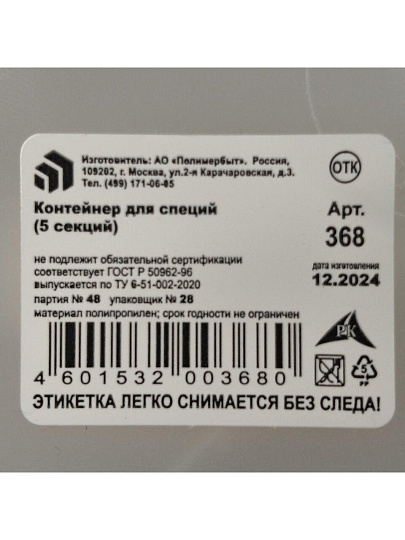 Изготовитель: АО «Полимербыт». Россия,
109202, г. Москва, ул.2-я Карачаровская, д.3.
Тел. (499) 171-06-85
ОТК
Контейнер для специй
(5 секций)
Арт.
368
не подлежит обязательной сертификации
соответствует ГОСТ Р 50962-96
выпускается по ТУ 6-51-002-2020
партия № 48 упаковщик № 28
материал полипропилен; срок годности не ограничен
дата изготовления
12.2024
РК
5
4 601532 003680
ЭТИКЕТКА ЛЕГКО СНИМАЕТСЯ БЕЗ СЛЕДА!